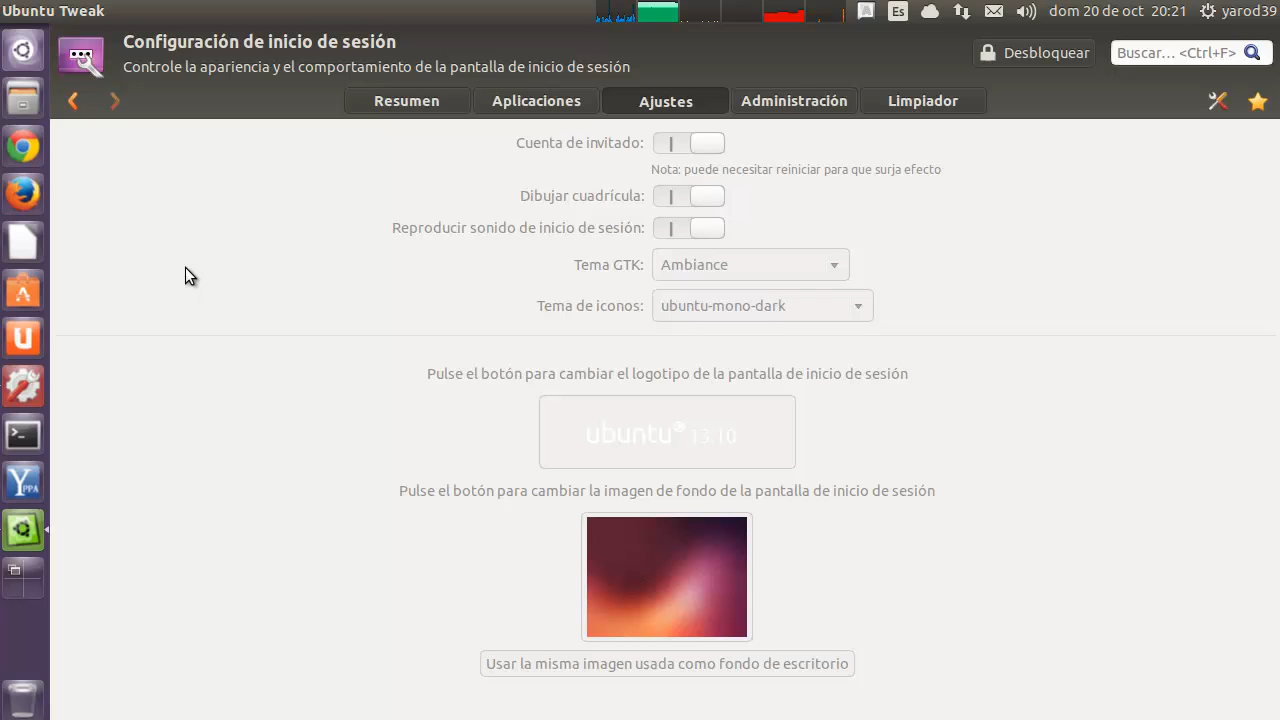 Ubuntu Tweak
A
Es
dom 20 de oct 20:21
yarod39
Configuración de inicio de sesión
Controle la apariencia y el comportamiento de la pantalla de inicio de sesión
Desbloquear
Buscar... <Ctrl+F>
Resumen
Aplicaciones
Ajustes
Administración
Limpiador
Cuenta de invitado:
Nota: puede necesitar reiniciar para que surja efecto
Dibujar cuadrícula:
Reproducir sonido de inicio de sesión:
Tema GTK: Ambiance
Tema de iconos: ubuntu-mono-dark
Pulse el botón para cambiar el logotipo de la pantalla de inicio de sesión
ubuntu® 13.10
Pulse el botón para cambiar la imagen de fondo de la pantalla de inicio de sesión
Usar la misma imagen usada como fondo de escritorio
YPPA